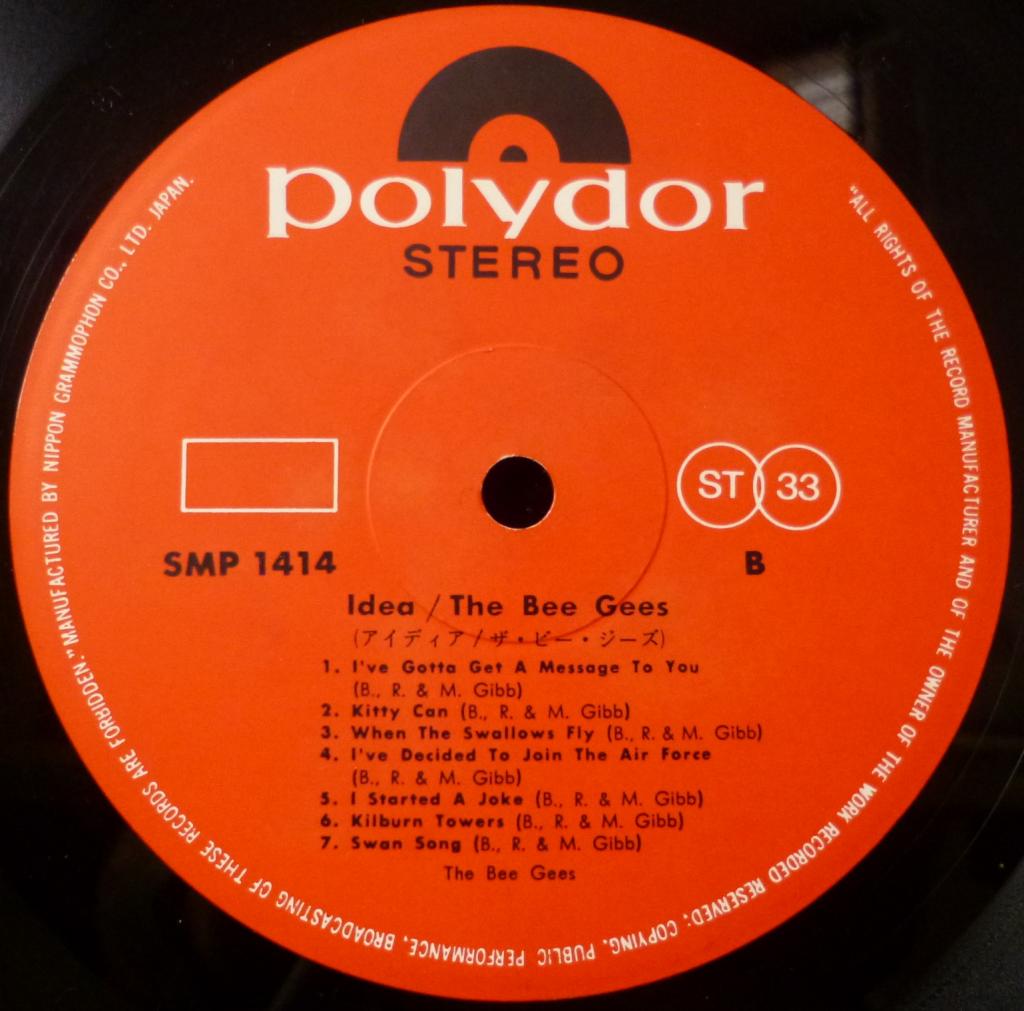 polydor
STEREO
ST 33
SMP 1414
B
Idea / The Bee Gees
(アイディア/ザ・ビー・ジーズ)
1. I've Gotta Get A Message To You
(B., R. & M. Gibb)
2. Kitty Can (B., R. & M. Gibb)
3. When The Swallows Fly (B., R. & M. Gibb)
4. I've Decided To Join The Air Force
(B., R. & M. Gibb)
5. I Started A Joke (B., R. & M. Gibb)
6. Kilburn Towers (B., R. & M. Gibb)
7. Swan Song (B., R. & M. Gibb)
The Bee Gees
"ALL RIGHTS OF THE RECORD MANUFACTURER AND OF THE OWNER OF THE WORK RECORDED RESERVED: COPYING, PUBLIC PERFORMANCE, BROADCASTING OF THESE RECORDS ARE FORBIDDEN." MANUFACTURED BY NIPPON GRAMMOPHON CO., LTD. JAPAN.